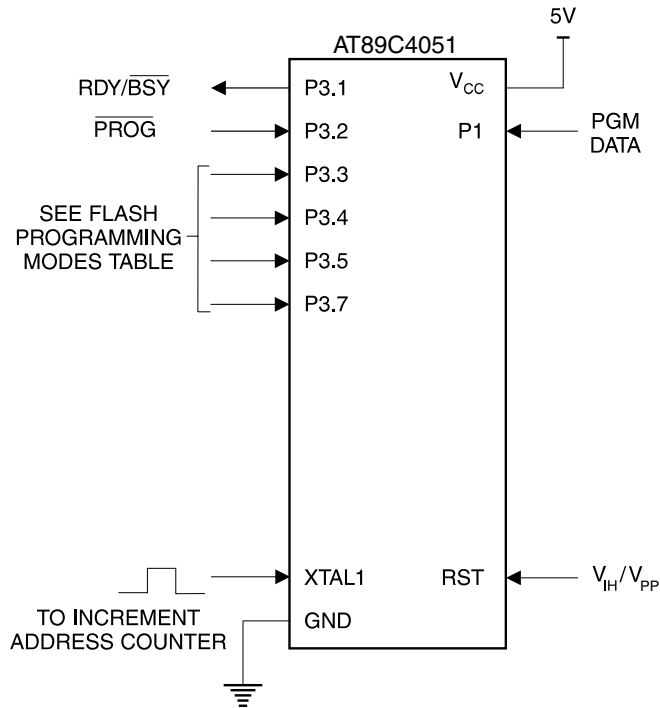 5V
AT89C4051
RDY/BSY
P3.1
VCC
PROG
P3.2
P1
PGM
DATA
P3.3
SEE FLASH
PROGRAMMING
MODES TABLE
P3.4
P3.5
P3.7
XTAL1
RST
VIH/VPP
TO INCREMENT
ADDRESS COUNTER
GND